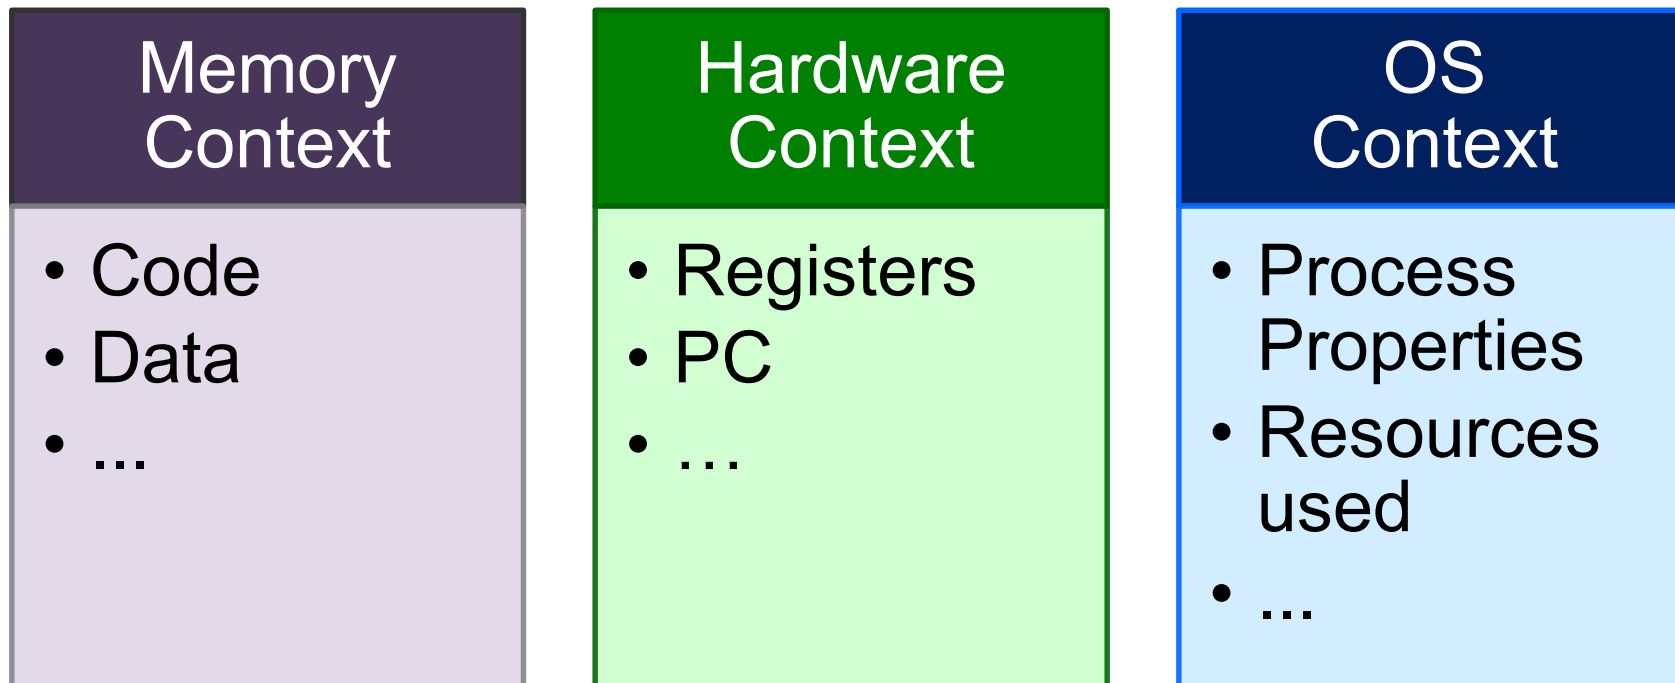 Memory
Context
• Code
• Data
• ...
Hardware
Context
• Registers
• PC
• …
OS
Context
• Process
Properties
• Resources
used
• ...